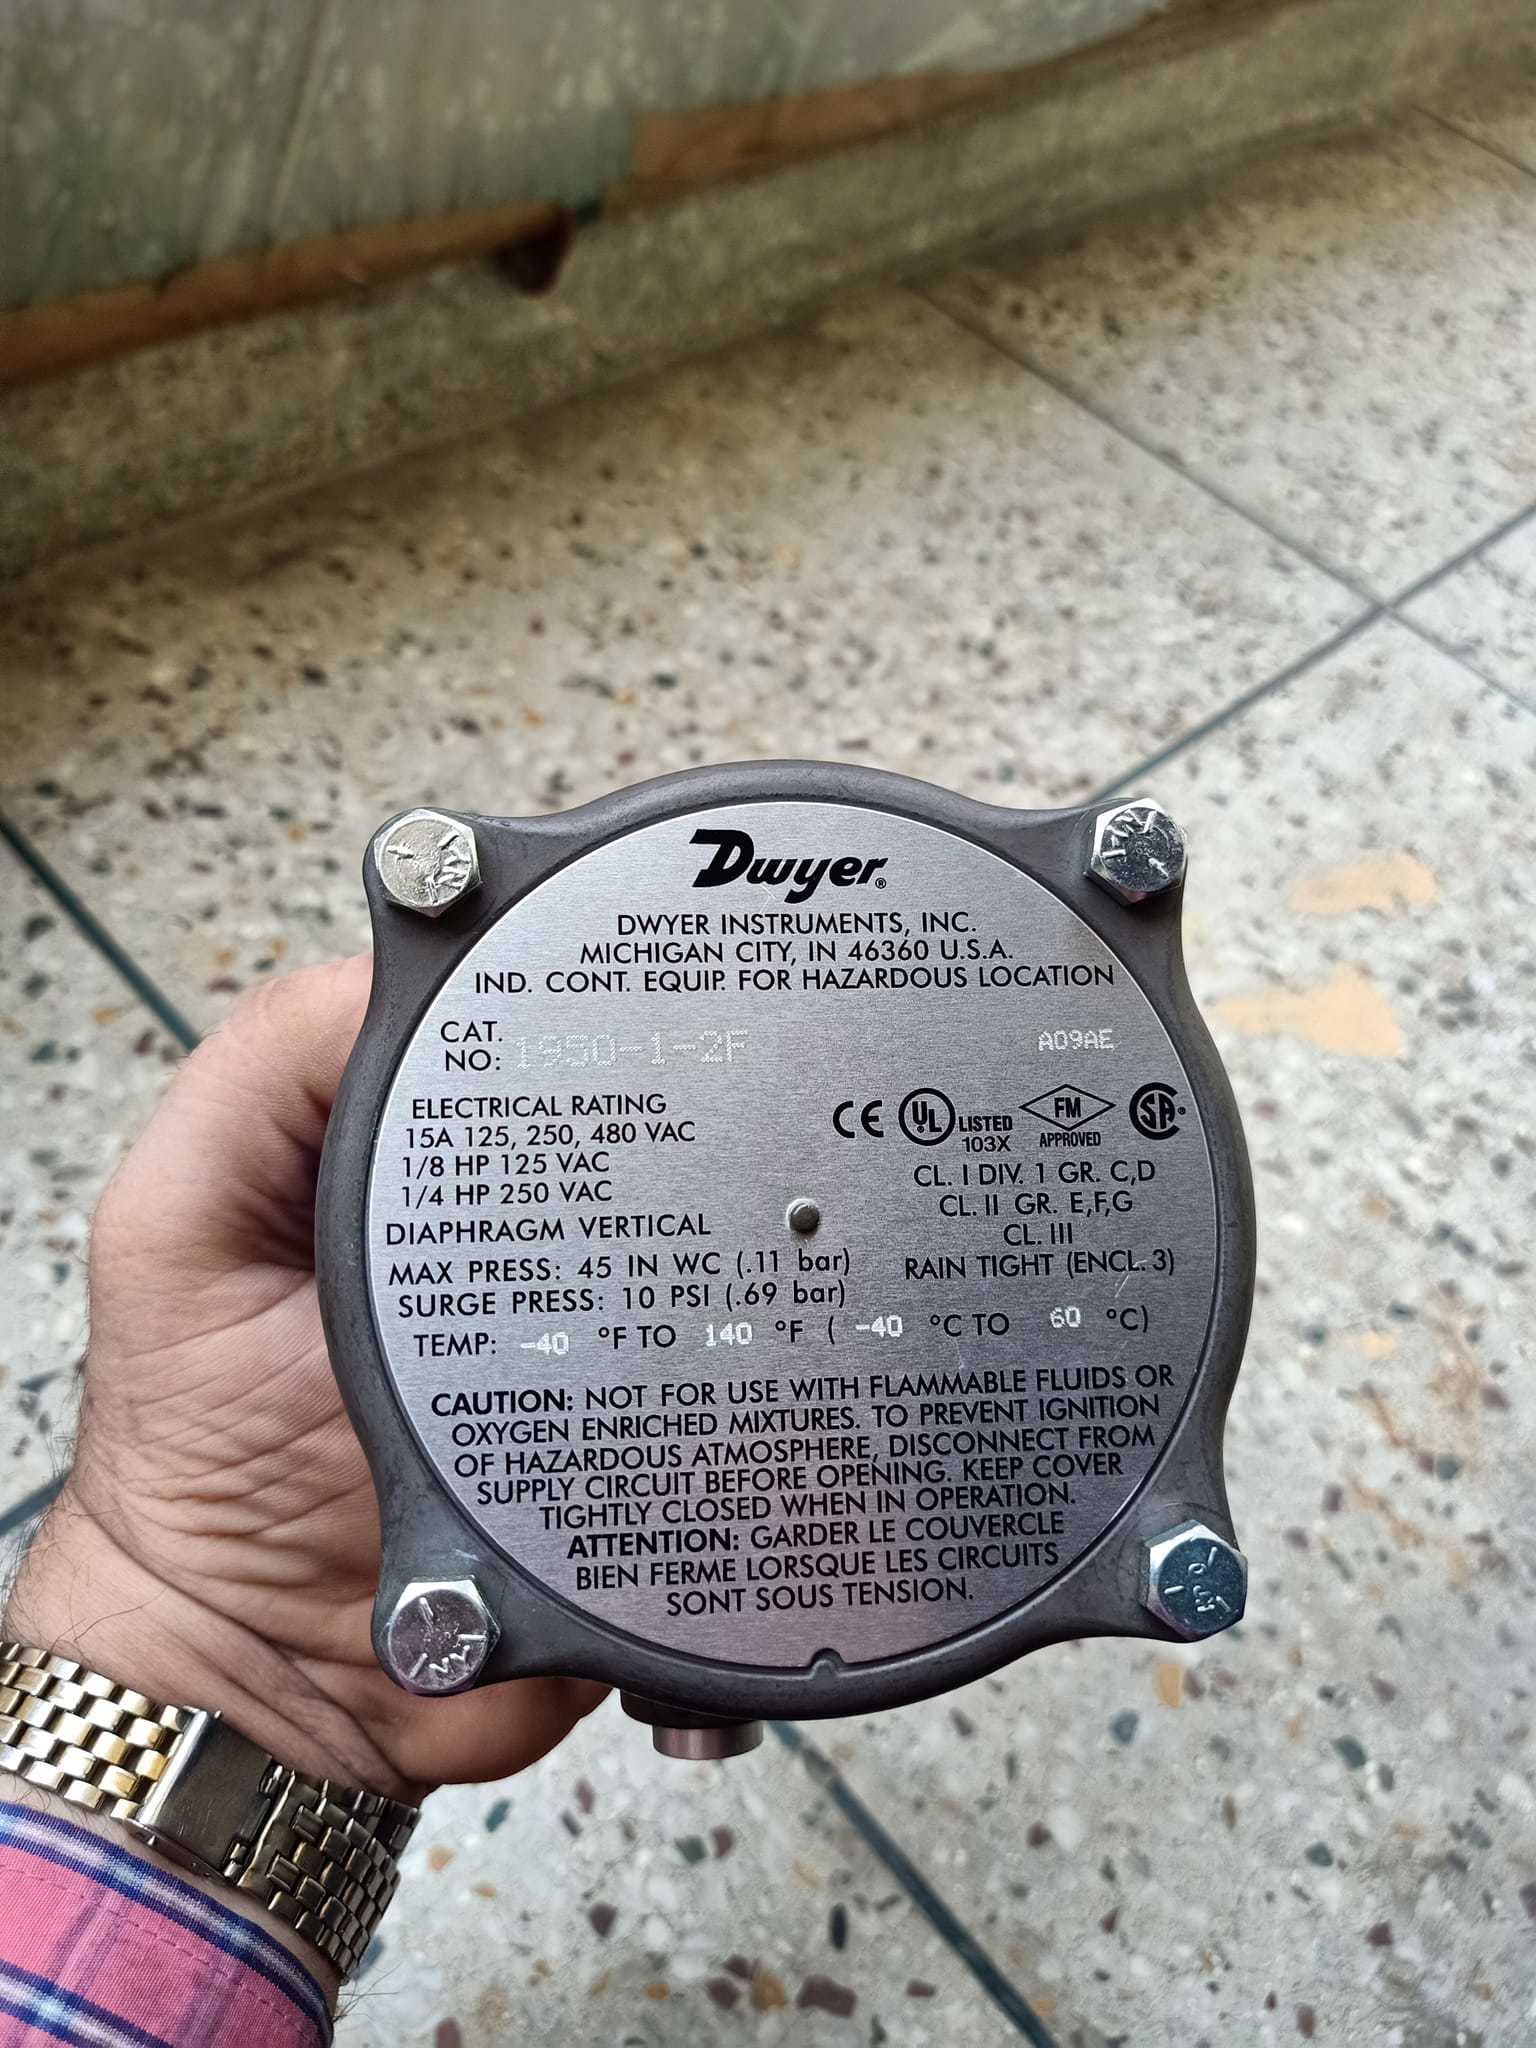 Dwyer®
DWYER INSTRUMENTS, INC.
MICHIGAN CITY, IN 46360 U.S.A.
IND. CONT. EQUIP. FOR HAZARDOUS LOCATION
CAT.
NO: 1950-1-2F
A09AE
ELECTRICAL RATING
15A 125, 250, 480 VAC
1/8 HP 125 VAC
1/4 HP 250 VAC
CE UL LISTED FM SA®
103X APPROVED
CL. I DIV. 1 GR. C,D
CL. II GR. E,F,G
CL. III
RAIN TIGHT (ENCL. 3)
DIAPHRAGM VERTICAL
MAX PRESS: 45 IN WC (.11 bar)
SURGE PRESS: 10 PSI (.69 bar)
TEMP: -40 °F TO 140 °F ( -40 °C TO 60 °C)
CAUTION: NOT FOR USE WITH FLAMMABLE FLUIDS OR
OXYGEN ENRICHED MIXTURES. TO PREVENT IGNITION
OF HAZARDOUS ATMOSPHERE, DISCONNECT FROM
SUPPLY CIRCUIT BEFORE OPENING. KEEP COVER
TIGHTLY CLOSED WHEN IN OPERATION.
ATTENTION: GARDER LE COUVERCLE
BIEN FERME LORSQUE LES CIRCUITS
SONT SOUS TENSION.